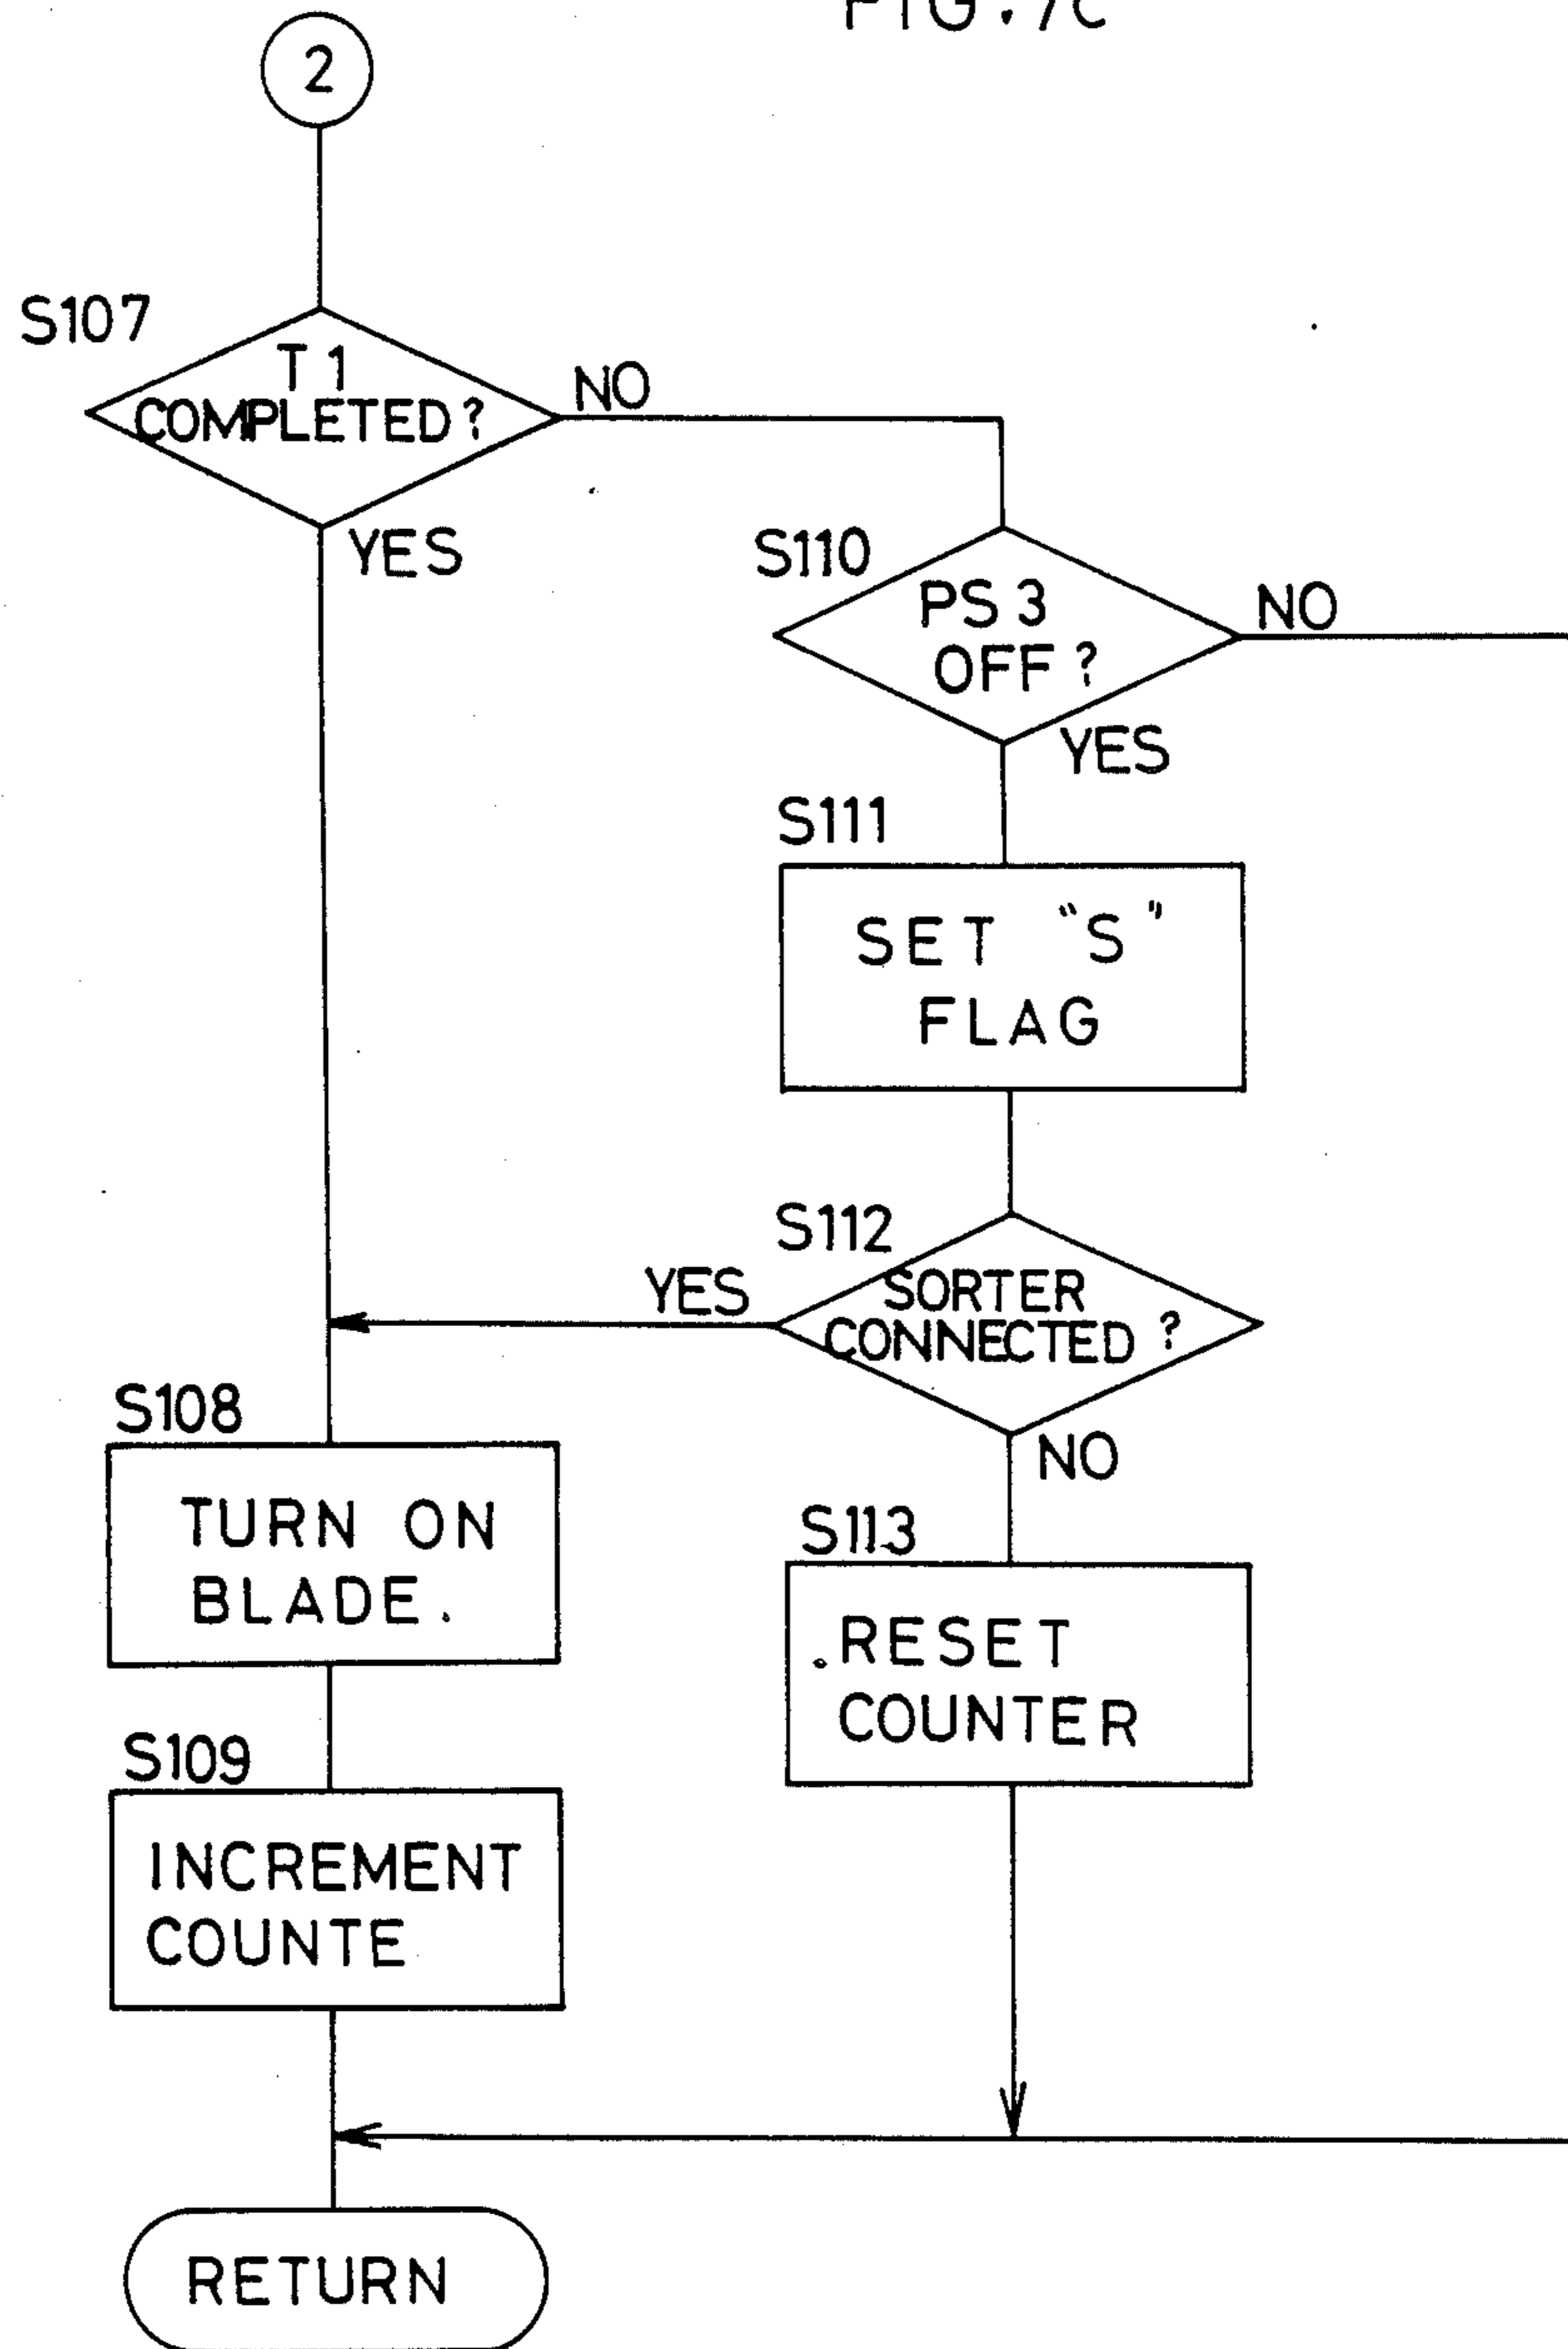 FIG. 7C
2
S107
T1
COMPLETED?
NO
YES
S110
PS3
OFF?
NO
YES
S111
SET "S"
FLAG
S112
SORTER
CONNECTED?
YES
NO
S108
TURN ON
BLADE.
S113
RESET
COUNTER
S109
INCREMENT
COUNTE
RETURN